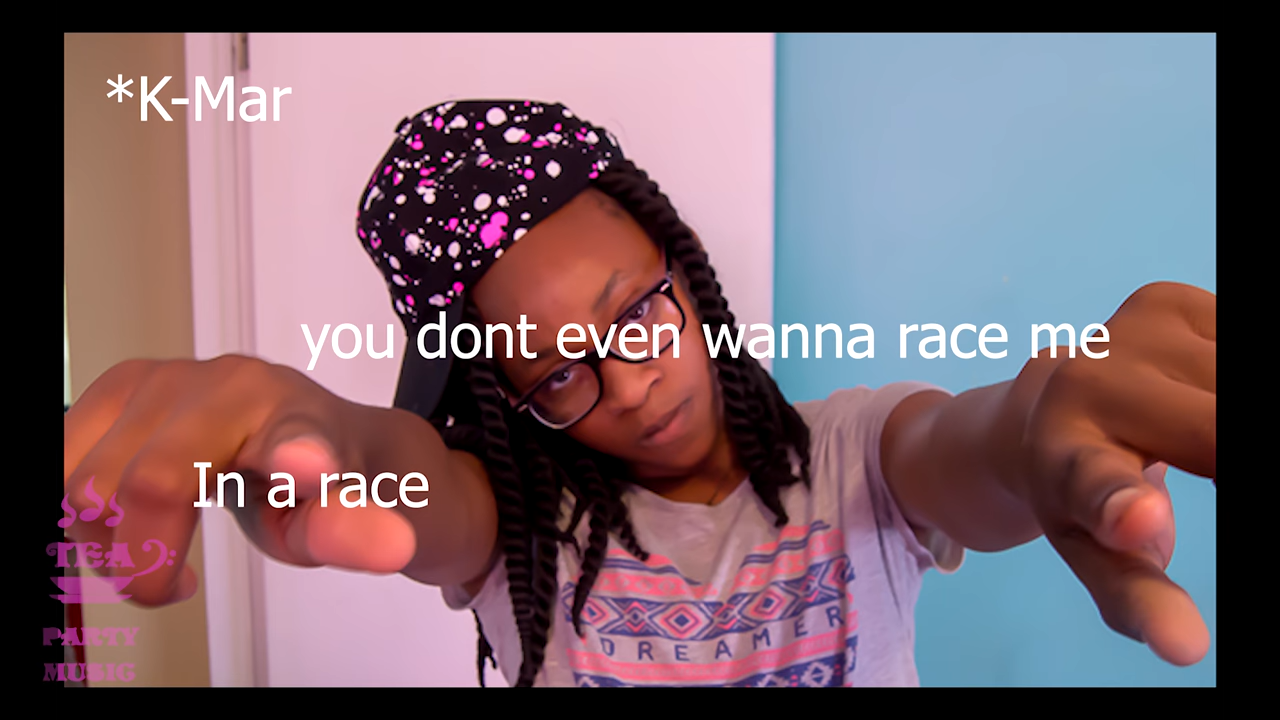 *K-Mar
you dont even wanna race me
In a race
TEA
PARTY
MUSIC
DREAMER